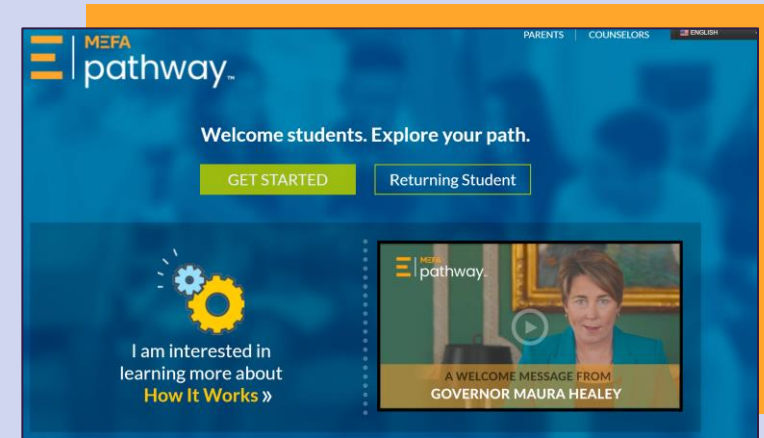 MEFA
pathway™
PARENTS | COUNSELORS
ENGLISH
Welcome students. Explore your path.
GET STARTED
Returning Student
I am interested in
learning more about
How It Works »
MEFA
pathway.
A WELCOME MESSAGE FROM
GOVERNOR MAURA HEALEY